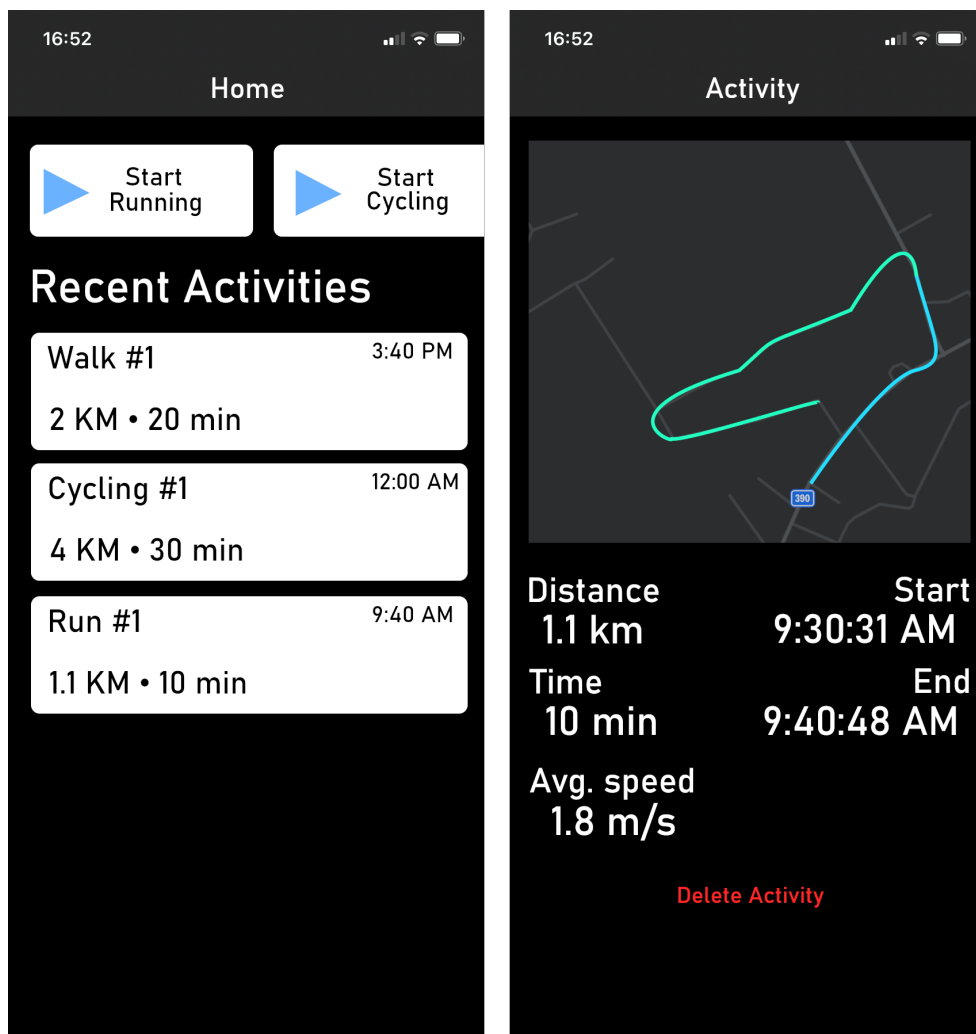 16:52
Home
Start
Running
Start
Cycling
Recent Activities
Walk #1
3:40 PM
2 KM • 20 min
Cycling #1
12:00 AM
4 KM • 30 min
Run #1
9:40 AM
1.1 KM • 10 min
16:52
Activity
390
Distance
Start
1.1 km
9:30:31 AM
Time
End
10 min
9:40:48 AM
Avg. speed
1.8 m/s
Delete Activity